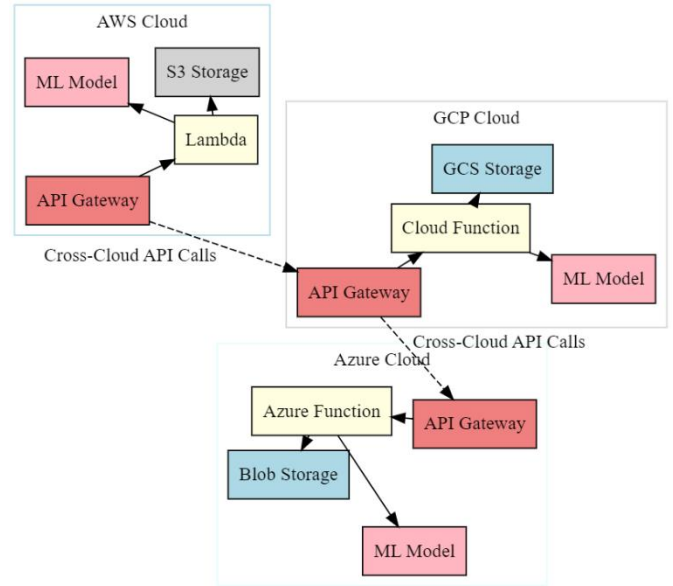 AWS Cloud
S3 Storage
ML Model
Lambda
API Gateway
Cross-Cloud API Calls
GCP Cloud
GCS Storage
Cloud Function
ML Model
API Gateway
Cross-Cloud API Calls
Azure Cloud
Azure Function
API Gateway
Blob Storage
ML Model